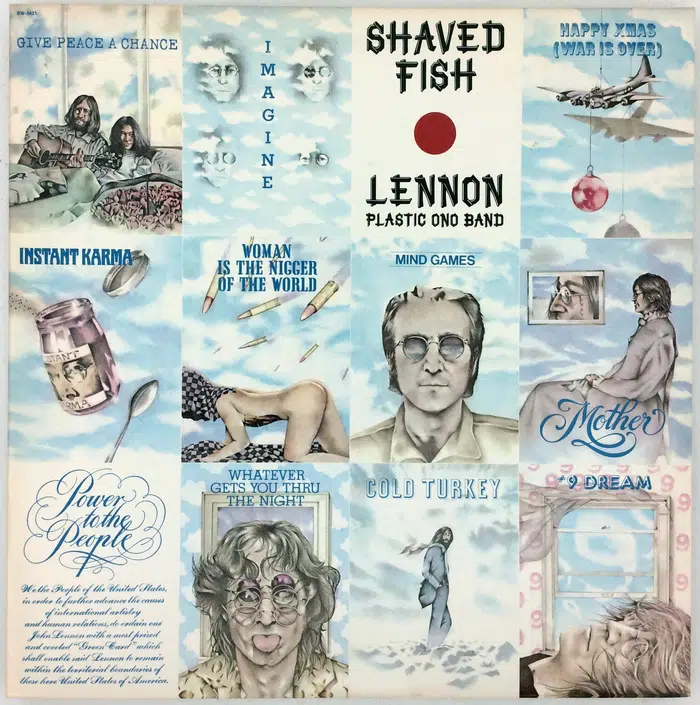 SW-3421
GIVE PEACE A CHANCE
IMAGINE
SHAVED
FISH
LENNON
PLASTIC ONO BAND
HAPPY XMAS
(WAR IS OVER)
INSTANT KARMA
WOMAN
IS THE NIGGER
OF THE WORLD
MIND GAMES
Mother
Power
to the
People
We the People of the United States,
in order to further advance the causes
of international artistry
and human relations, do ordain one
John Lennon with a most prized
and coveted "Green Card" which
shall enable said Lennon to remain
within the territorial boundaries of
these here United States of America.
WHATEVER
GETS YOU THRU
THE NIGHT
COLD TURKEY
#9 DREAM